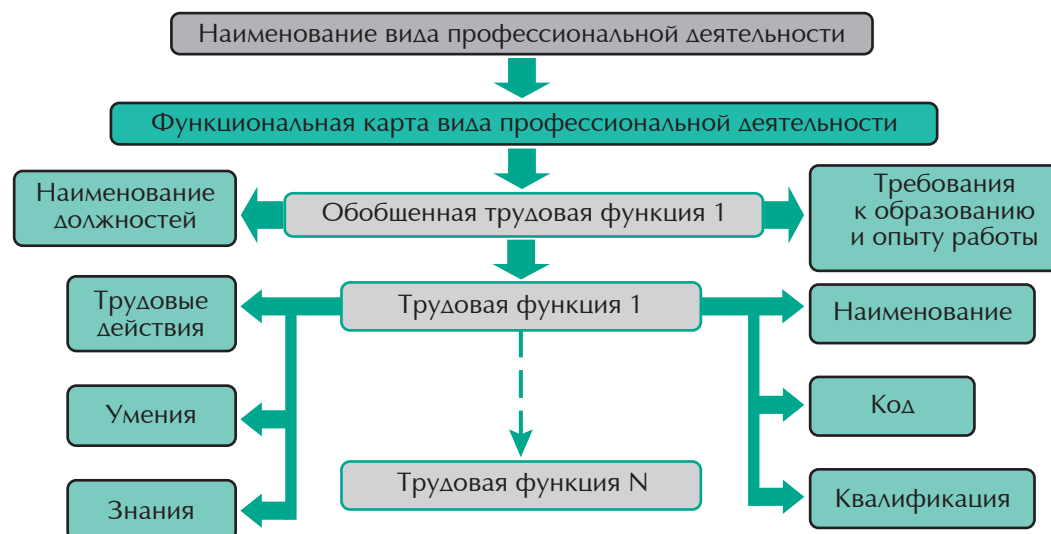 Наименование вида профессиональной деятельности
Функциональная карта вида профессиональной деятельности
Наименование
должностей
Обобщенная трудовая функция 1
Требования
к образованию
и опыту работы
Трудовые
действия
Трудовая функция 1
Наименование
Умения
Код
Знания
Трудовая функция N
Квалификация